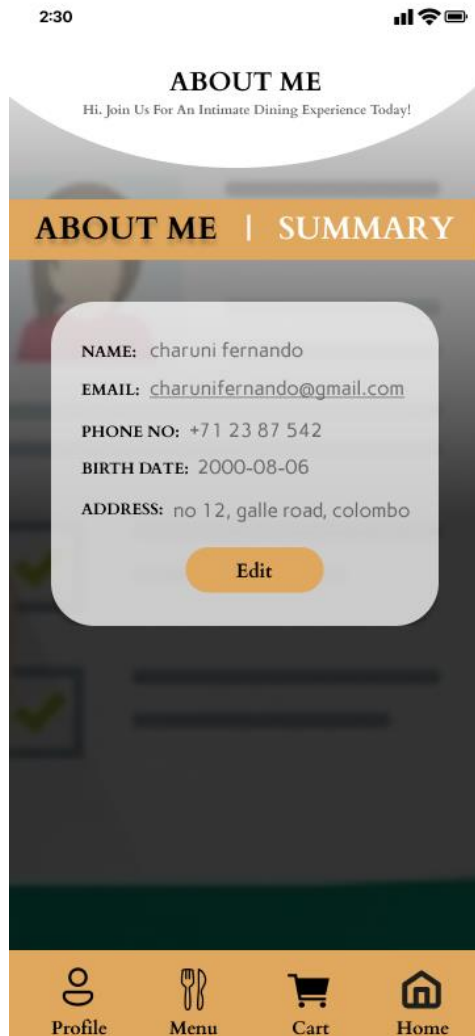 2:30
ABOUT ME
Hi. Join Us For An Intimate Dining Experience Today!
ABOUT ME | SUMMARY
NAME: charuni fernando
EMAIL: charunifernando@gmail.com
PHONE NO: +71 23 87 542
BIRTH DATE: 2000-08-06
ADDRESS: no 12, galle road, colombo
Edit
Profile Menu Cart Home